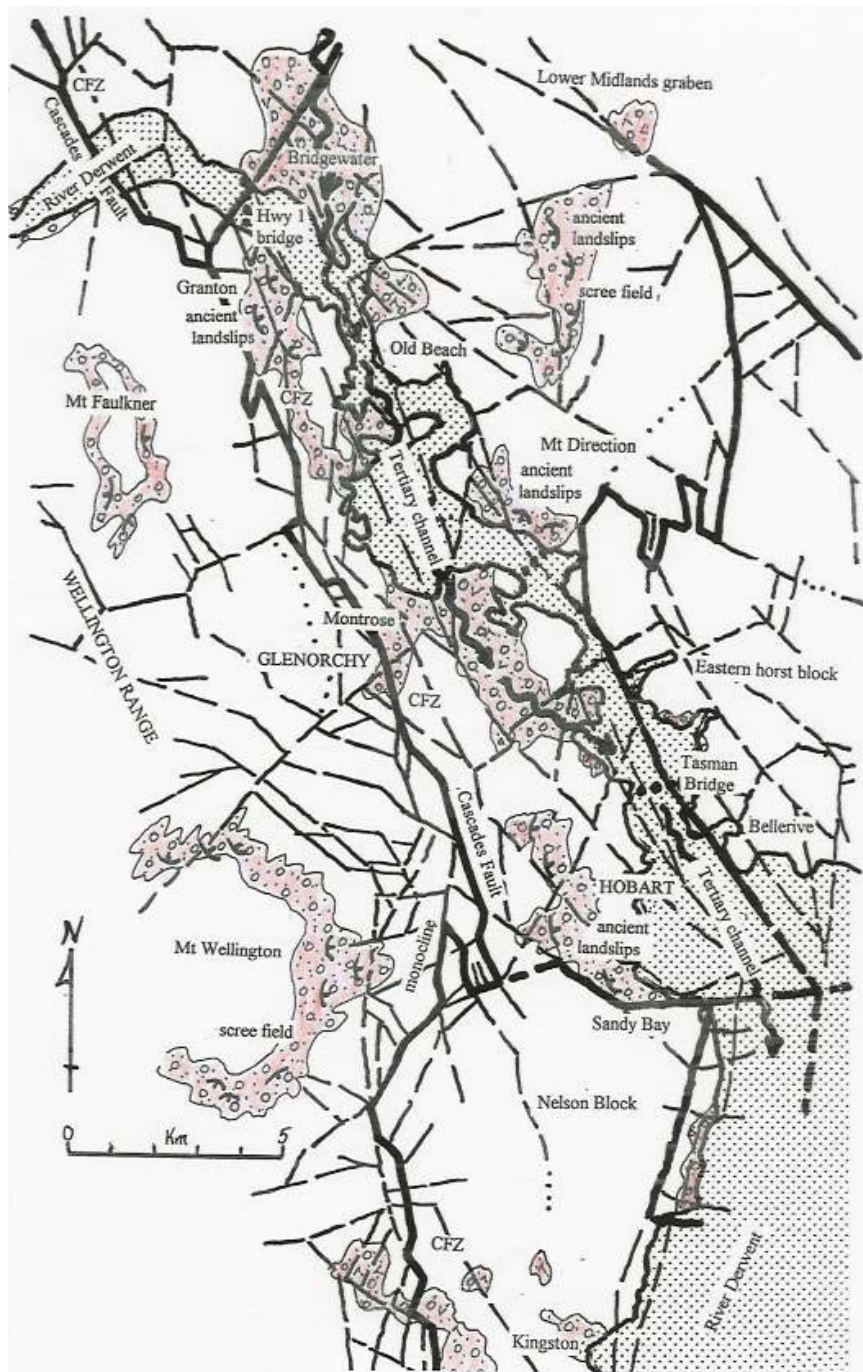 Lower Midlands graben
CFZ
Cascades
Fault
River Derwent
Bridgewater
Hwy 1
bridge
ancient
landslips
scree field
Granton
ancient
landslips
Old Beach
CFZ
Mt Faulkner
Mt Direction
ancient
landslips
Tertiary channel
WELLINGTON RANGE
Montrose
GLENORCHY
CFZ
Eastern horst block
Tasman
Bridge
Bellerive
Cascades Fault
HOBART
ancient
landslips
Tertiary channel
N
Mt Wellington
monocline
scree field
Sandy Bay
Nelson Block
0 Km 5
CFZ
River Derwent
Kingston